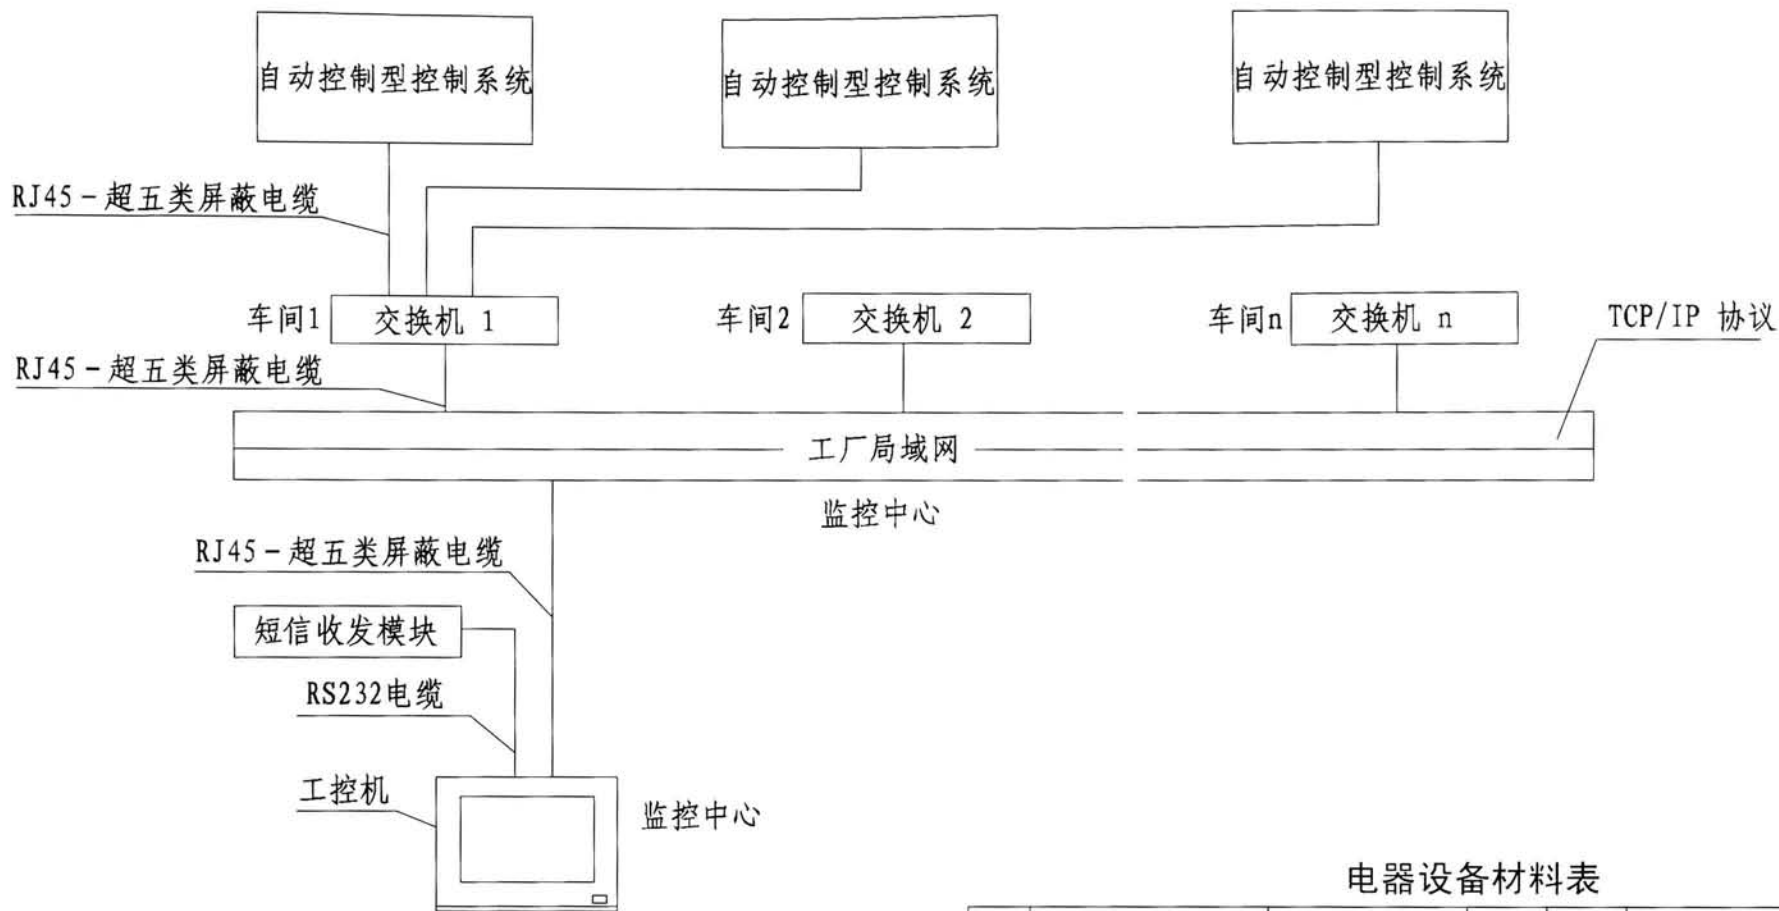 自动控制型控制系统
自动控制型控制系统
自动控制型控制系统
RJ45-超五类屏蔽电缆
车间1
交换机 1
车间2
交换机 2
车间n
交换机 n
TCP/IP 协议
RJ45-超五类屏蔽电缆
工厂局域网
监控中心
RJ45-超五类屏蔽电缆
短信收发模块
RS232电缆
工控机
监控中心
电器设备材料表